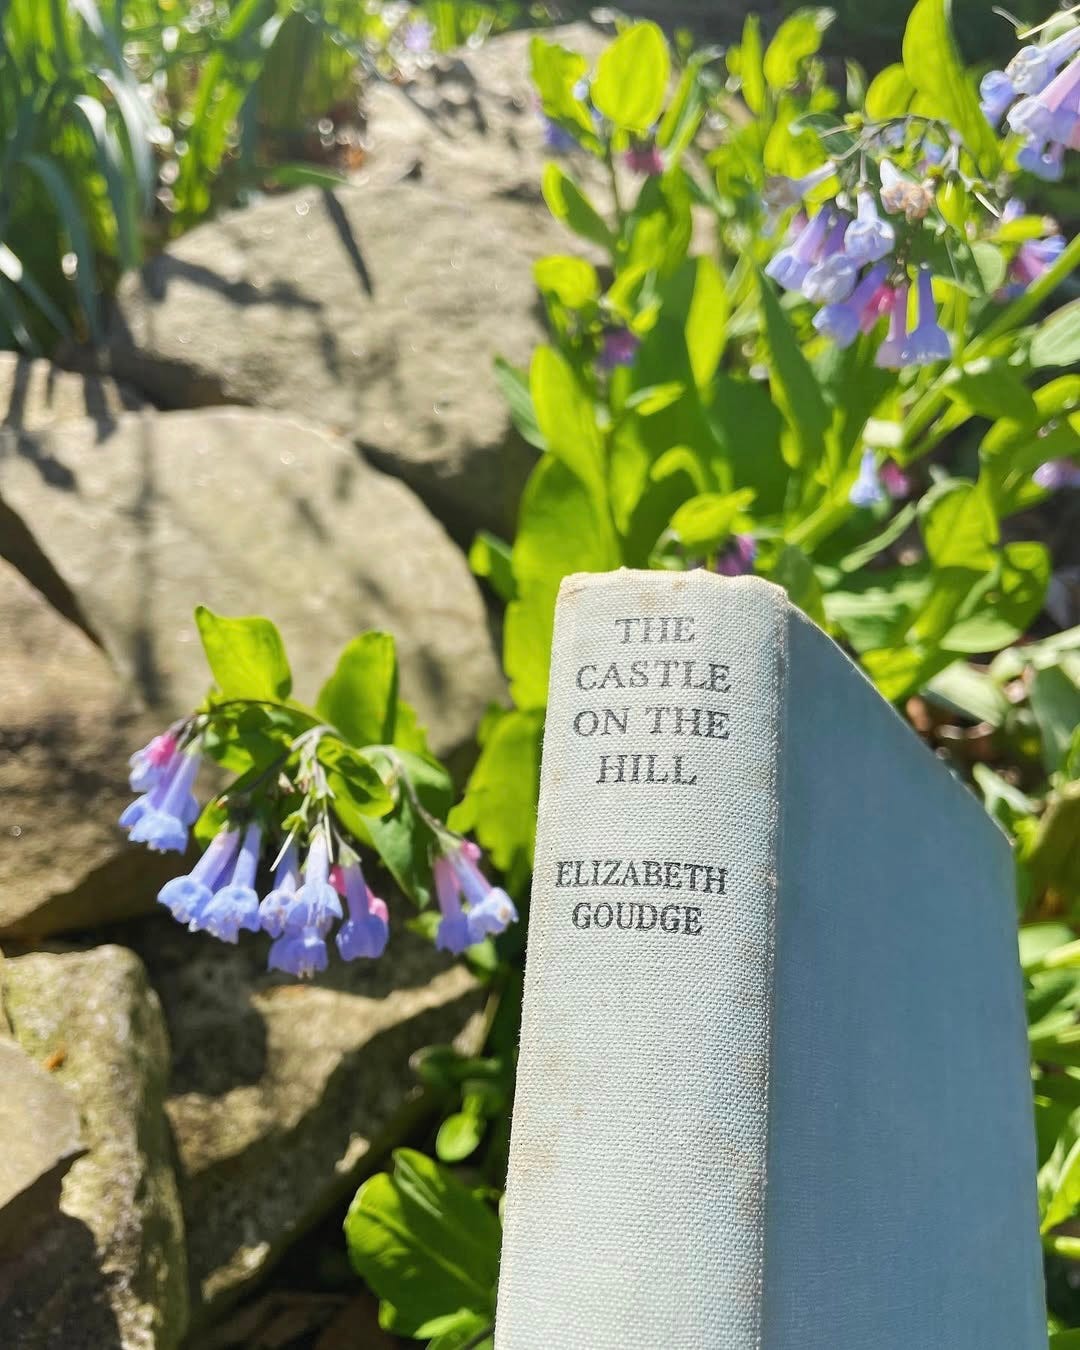 THE
CASTLE
ON THE
HILL
ELIZABETH
GOUDGE